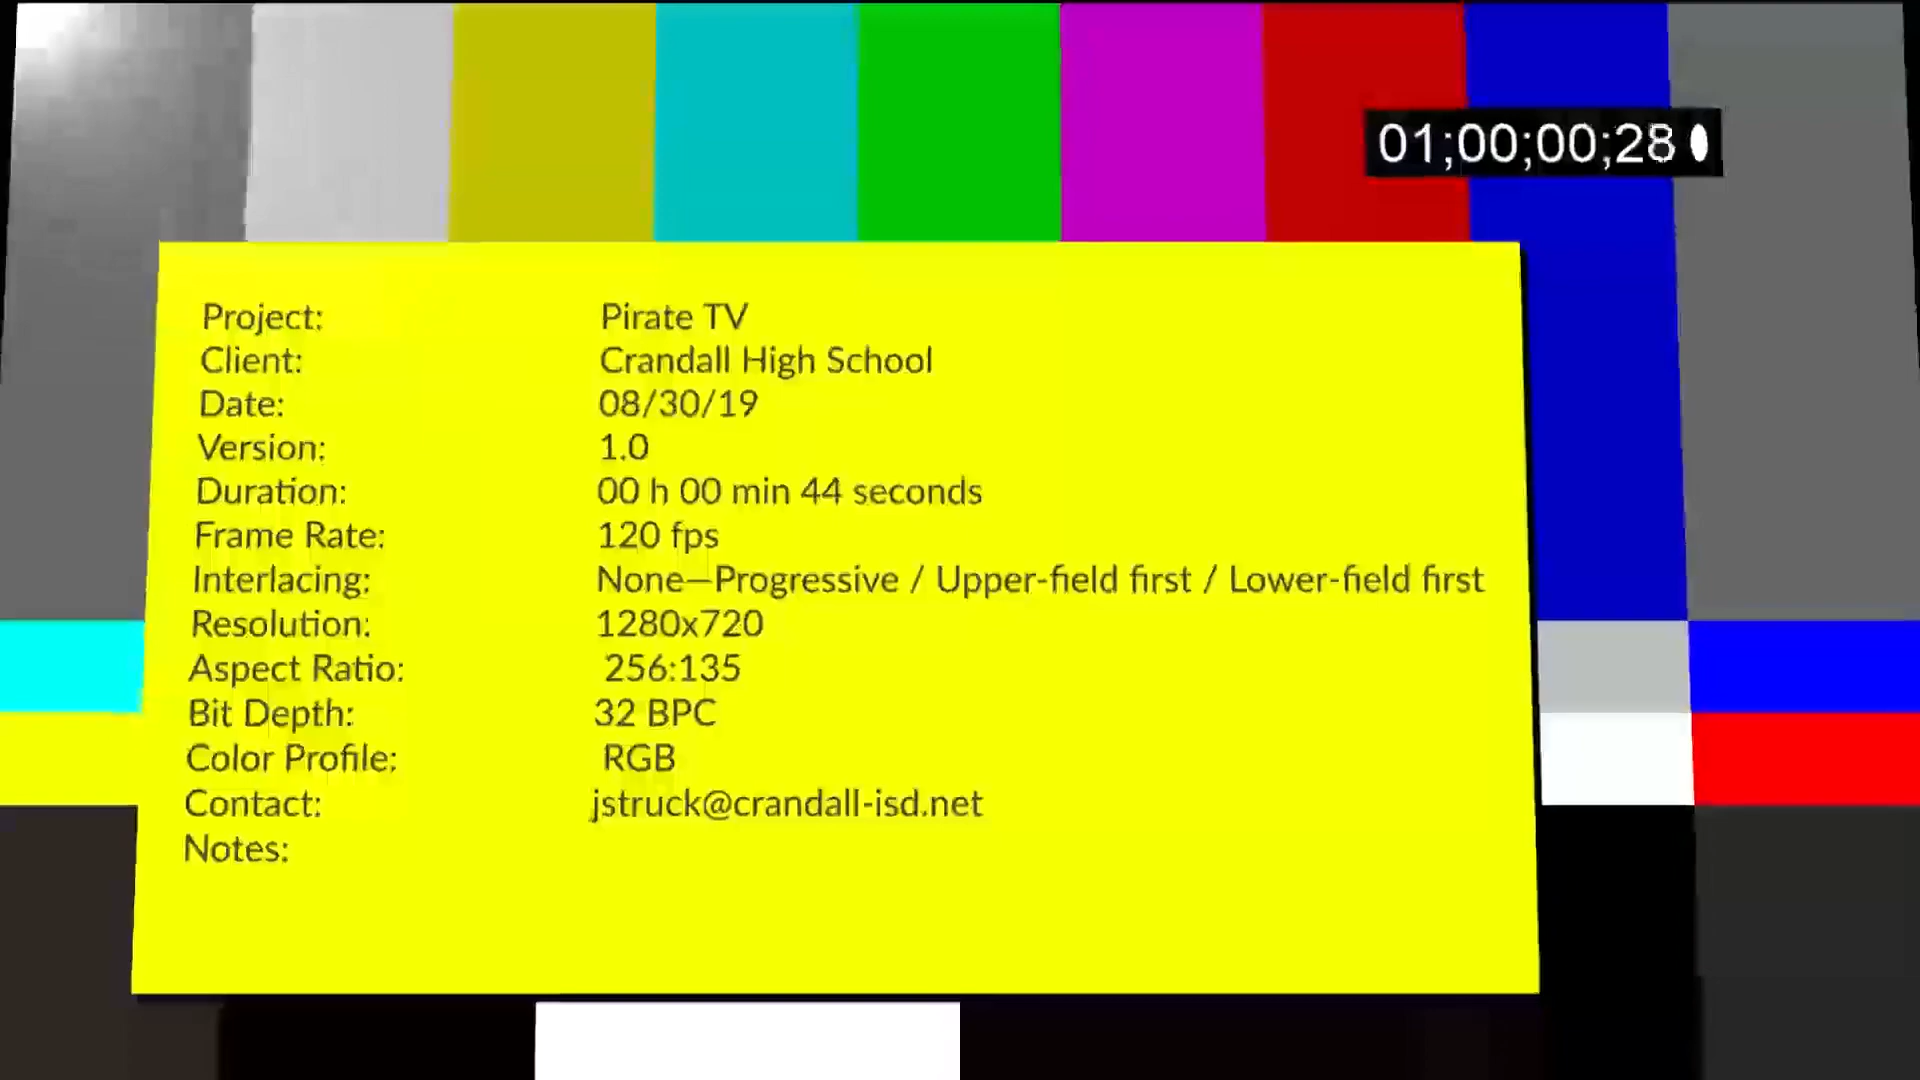 01;00;00;28
Project: Pirate TV
Client: Crandall High School
Date: 08/30/19
Version: 1.0
Duration: 00 h 00 min 44 seconds
Frame Rate: 120 fps
Interlacing: None—Progressive / Upper-field first / Lower-field first
Resolution: 1280x720
Aspect Ratio: 256:135
Bit Depth: 32 BPC
Color Profile: RGB
Contact: jstruck@crandall-isd.net
Notes: